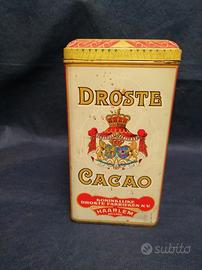 DROSTE
CACAO
KONINKLIJKE
DROSTE FABRIEKEN N.V.
HAARLEM
subito